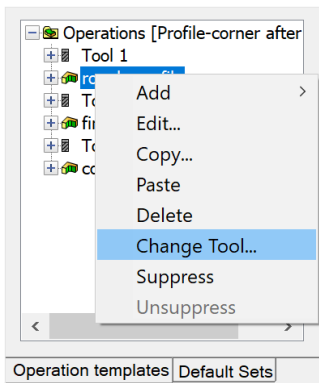 Operations [Profile-corner after
Tool 1
Add
Edit...
Copy...
Paste
Delete
Change Tool...
Suppress
Unsuppress
Operation templates
Default Sets